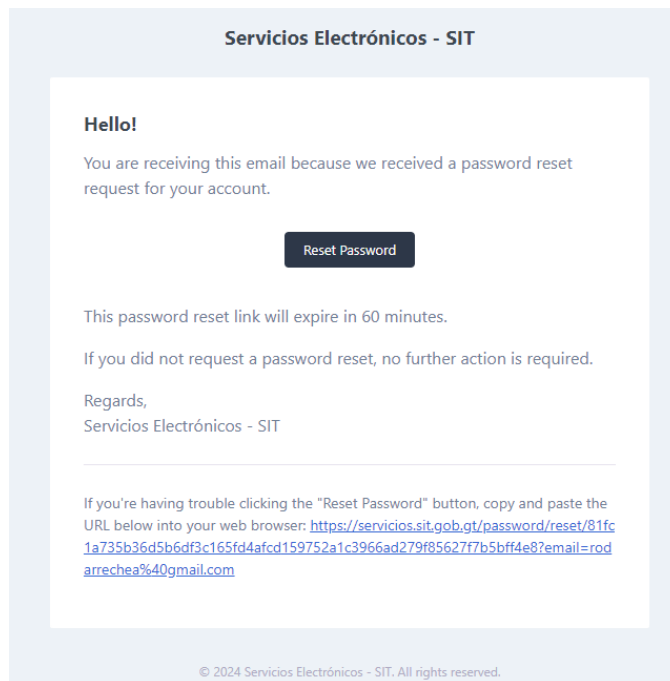 Servicios Electrónicos - SIT
Hello!
You are receiving this email because we received a password reset
request for your account.
Reset Password
This password reset link will expire in 60 minutes.
If you did not request a password reset, no further action is required.
Regards,
Servicios Electrónicos - SIT
If you're having trouble clicking the "Reset Password" button, copy and paste the
URL below into your web browser: https://servicios.sit.gob.gt/password/reset/81fc
1a735b36d5b6df3c165fd4afcd159752a1c3966ad279f85627f7b5bff4e8?email=rod
arrechea%40gmail.com
© 2024 Servicios Electrónicos - SIT. All rights reserved.